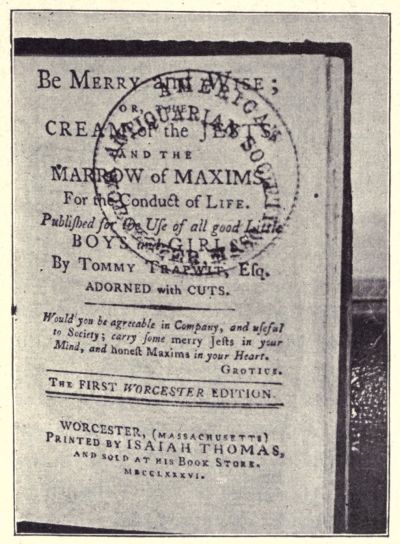 Be Merry and Wise;
OR, THE
CREAM of the JESTS,
AND THE
MARROW of MAXIMS,
For the Conduct of LIFE.
Publiſhed for the Uſe of all good Little
BOYS and GIRLS.
By TOMMY TRAPWIT, Eſq.
ADORNED with CUTS.
Would you be agreeable in Company, and uſeful
to Society; carry ſome merry Jeſts in your
Mind, and honeſt Maxims in your Heart.
GROTIUS.
THE FIRST WORCESTER EDITION.
WORCESTER, (MASSACHUSETTS)
PRINTED BY ISAIAH THOMAS,
AND SOLD AT HIS BOOK STORE.
MDCCLXXXVI.
AMERICAN
ANTIQUARIAN SOCIETY